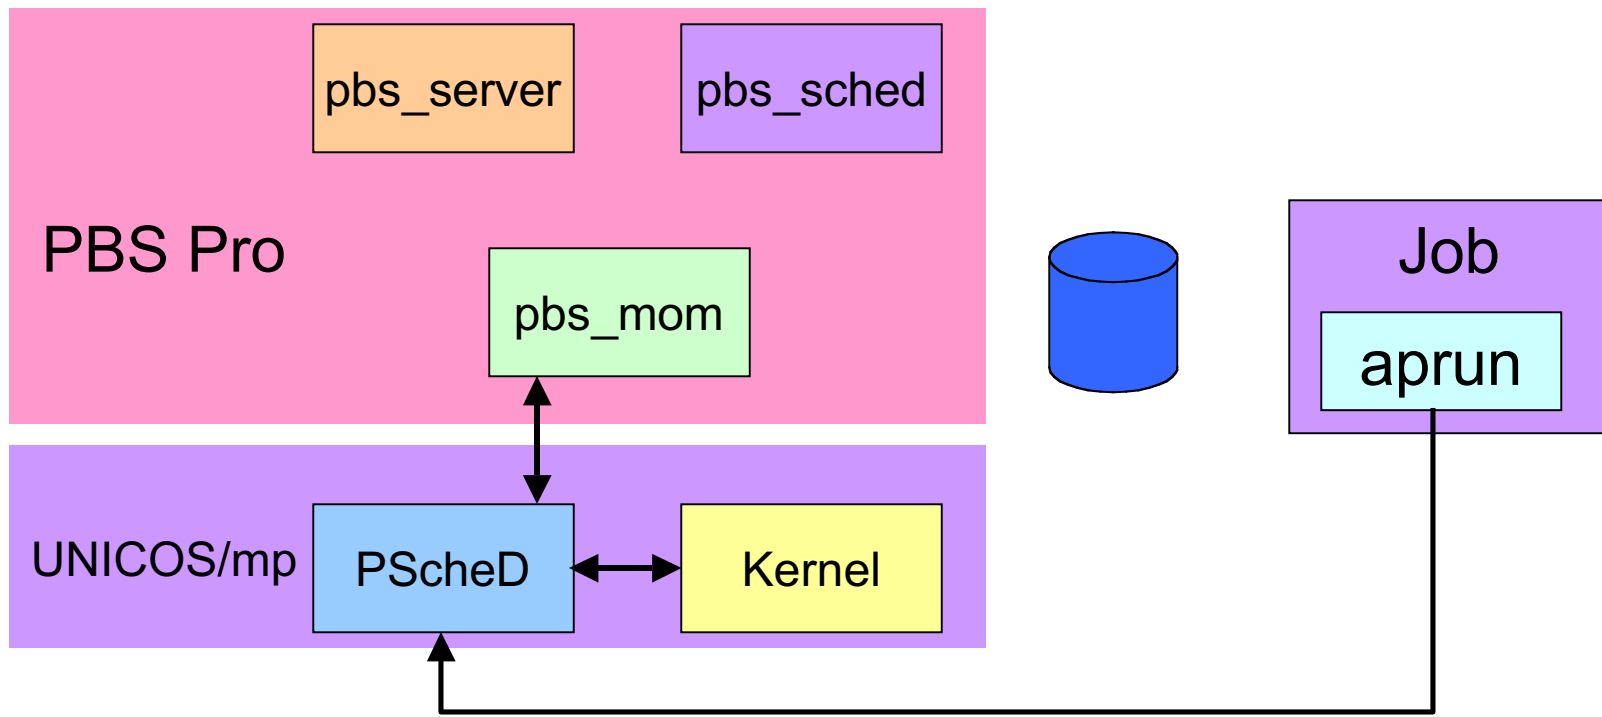 pbs_server
pbs_sched
PBS Pro
pbs_mom
Job
aprun
UNICOS/mp
PScheD
Kernel